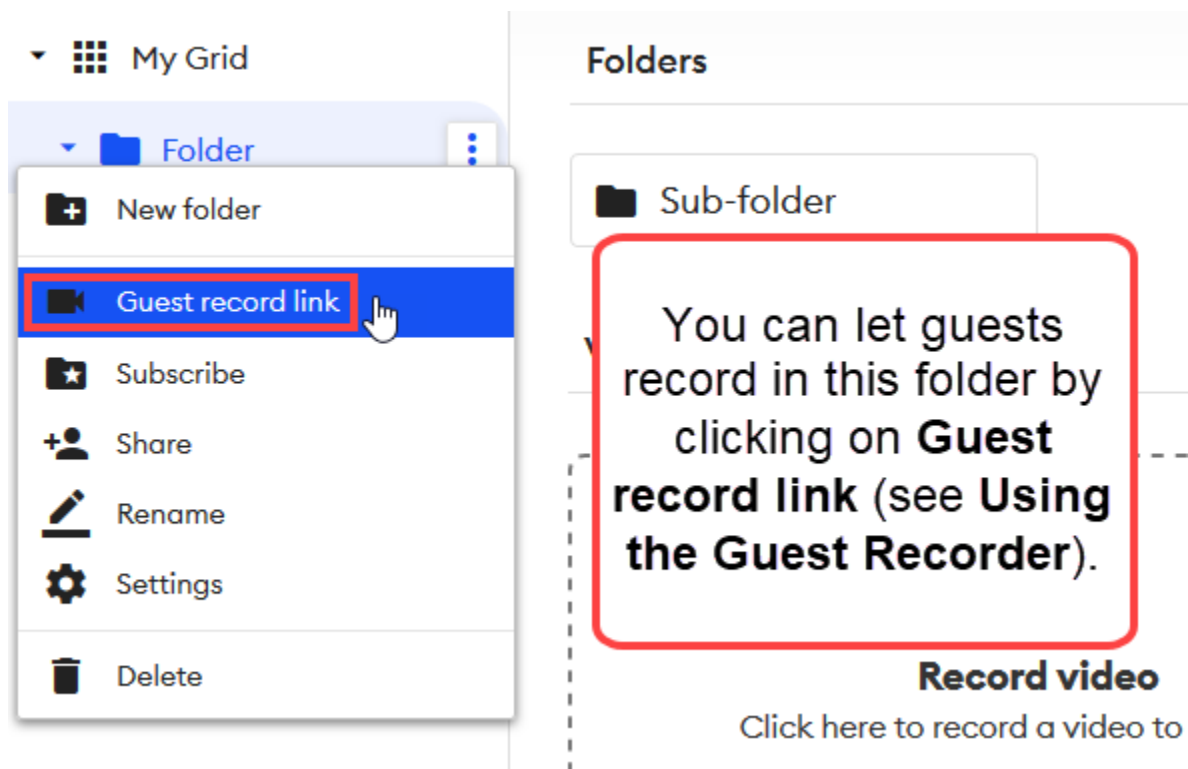 My Grid
Folder
New folder
Guest record link
Subscribe
Share
Rename
Settings
Delete
Folders
Sub-folder
You can let guests
record in this folder by
clicking on Guest
record link (see Using
the Guest Recorder).
Record video
Click here to record a video to